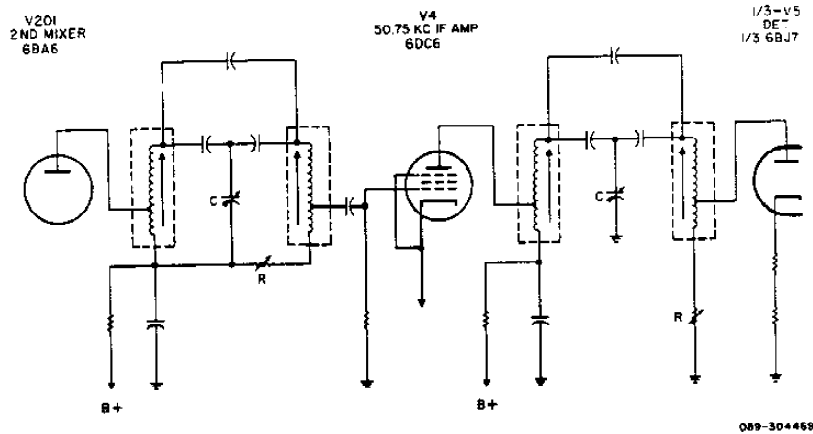 V201
2ND MIXER
6BA6
V4
50.75 KC IF AMP
6DC6
1/3-V5
DET
1/3 6BJ7
C
R
B+
C
R
B+
089-304469